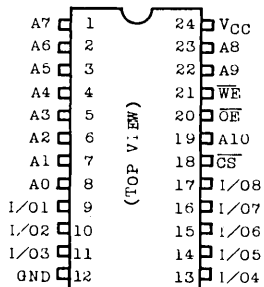 A7 1 24 VCC
A6 2 23 A8
A5 3 22 A9
A4 4 21 WE
A3 5 20 OE
A2 6 19 A10
A1 7 18 CS
A0 8 17 I/O8
I/O1 9 16 I/O7
I/O2 10 15 I/O6
I/O3 11 14 I/O5
GND 12 13 I/O4
(TOP VIEW)